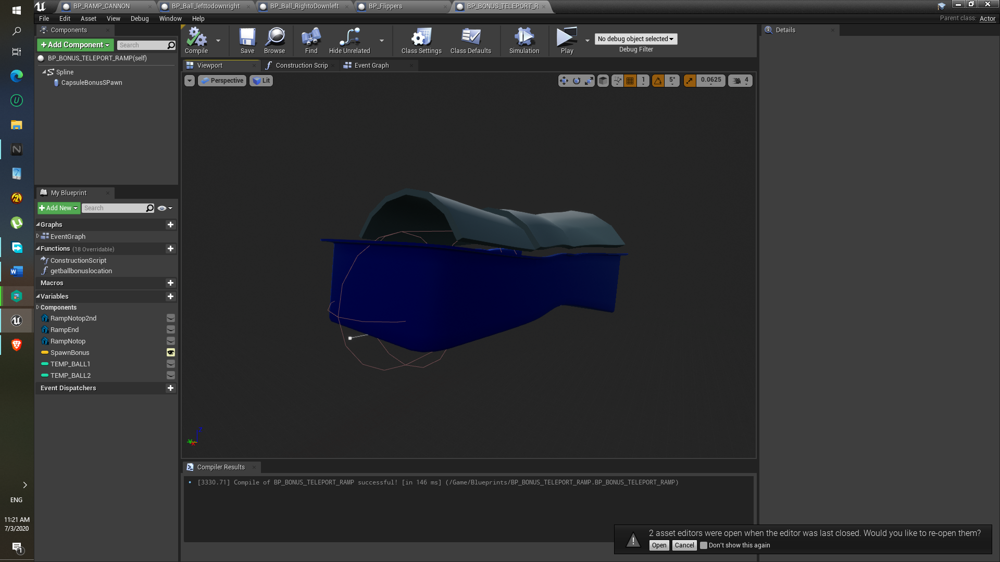 BP_RAMP_CANNON
BP_Ball_lefttodownright
BP_Ball_RightoDownleft
BP_Flippers
BP_BONUS_TELEPORT_R
File Edit Asset View Debug Window Help
Parent class: Actor
Components
+Add Component
Search
BP_BONUS_TELEPORT_RAMP(self)
Spline
CapsuleBonusSPawn
Compile
Save
Browse
Find
Hide Unrelated
Class Settings
Class Defaults
Simulation
Play
No debug object selected
Debug Filter
Details
Viewport
Construction Scrip
Event Graph
Perspective
Lit
1
5°
0.0625
4
My Blueprint
+Add New
Search
Graphs
EventGraph
Functions (18 Overridable)
ConstructionScript
getballbonuslocation
Macros
Variables
Components
RampNotop2nd
RampEnd
RampNotop
SpawnBonus
TEMP_BALL1
TEMP_BALL2
Event Dispatchers
Z
Y
X
Compiler Results
[3330.71] Compile of BP_BONUS_TELEPORT_RAMP successful! [in 146 ms] (/Game/Blueprints/BP_BONUS_TELEPORT_RAMP.BP_BONUS_TELEPORT_RAMP)
2 asset editors were open when the editor was last closed. Would you like to re-open them?
Open
Cancel
Don't show this again
ENG
11:21 AM
7/3/2020
1